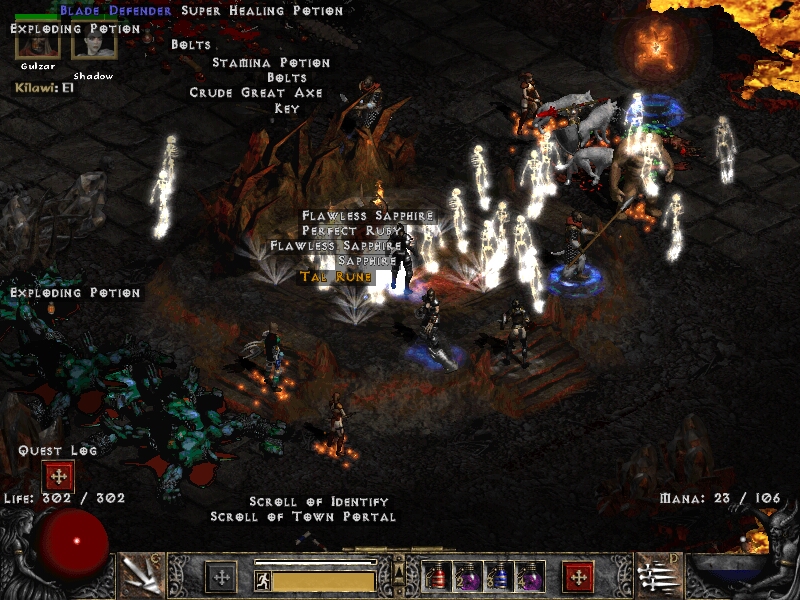 Blade Defender Super Healing Potion
Exploding Potion
Bolts
Gulzar
Shadow
Stamina Potion
Bolts
Kilawi: El
Crude Great Axe
Key
Flawless Sapphire
Perfect Ruby
Flawless Sapphire
Sapphire
Tal Rune
Exploding Potion
Quest Log
Life: 302 / 302
Mana: 23 / 106
Scroll of Identify
Scroll of Town Portal